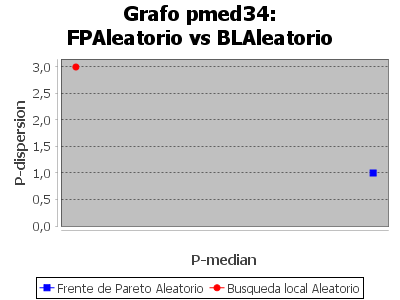 Grafo pmed34:
FPAleatorio vs BLAleatorio
P-dispersion
3,0
2,5
2,0
1,5
1,0
0,5
0,0
P-median
Frente de Pareto Aleatorio
Busqueda local Aleatorio